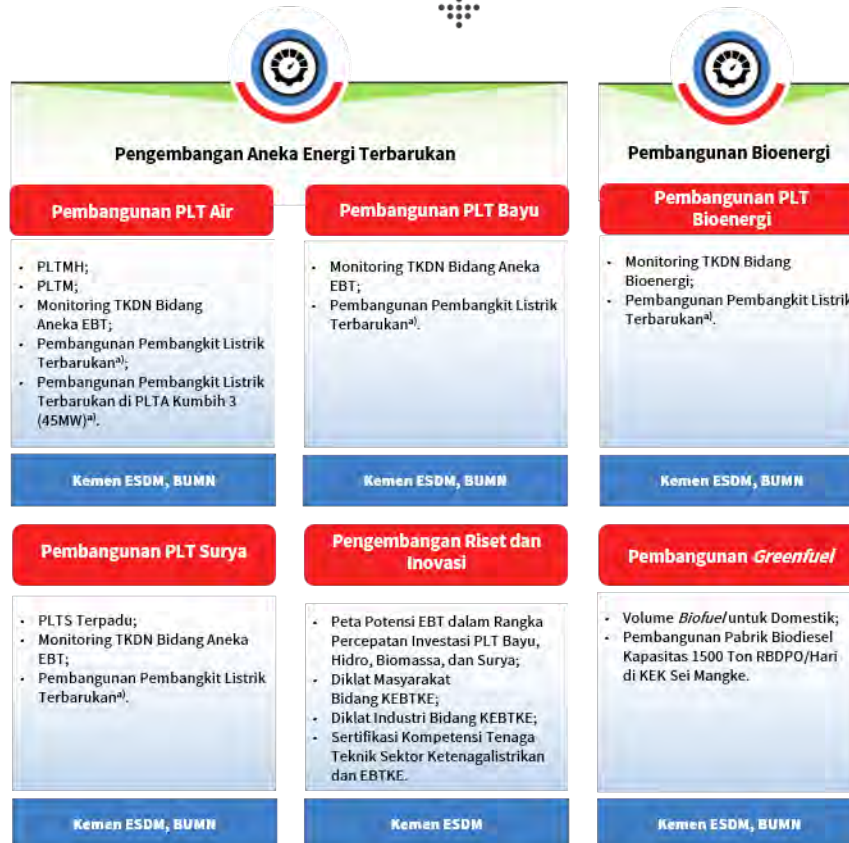 Pengembangan Aneka Energi Terbarukan
Pembangunan PLT Air
• PLTMH;
• PLTM;
• Monitoring TKDN Bidang
Aneka EBT;
• Pembangunan Pembangkit Listrik
Terbarukanᵃ⁾;
• Pembangunan Pembangkit Listrik
Terbarukan di PLTA Kumbih 3
(45MW)ᵃ⁾.
Kemen ESDM, BUMN
Pembangunan PLT Bayu
• Monitoring TKDN Bidang Aneka
EBT;
• Pembangunan Pembangkit Listrik
Terbarukanᵃ⁾.
Kemen ESDM, BUMN
Pembangunan PLT Surya
• PLTS Terpadu;
• Monitoring TKDN Bidang Aneka
EBT;
• Pembangunan Pembangkit Listrik
Terbarukanᵃ⁾.
Kemen ESDM, BUMN
Pengembangan Riset dan
Inovasi
• Peta Potensi EBT dalam Rangka
Percepatan Investasi PLT Bayu,
Hidro, Biomassa, dan Surya;
• Diklat Masyarakat
Bidang KEBTKE;
• Diklat Industri Bidang KEBTKE;
• Sertifikasi Kompetensi Tenaga
Teknik Sektor Ketenagalistrikan
dan EBTKE.
Kemen ESDM
Pembangunan Bioenergi
Pembangunan PLT
Bioenergi
• Monitoring TKDN Bidang
Bioenergi;
• Pembangunan Pembangkit Listrik
Terbarukanᵃ⁾.
Kemen ESDM, BUMN
Pembangunan Greenfuel
• Volume Biofuel untuk Domestik;
• Pembangunan Pabrik Biodiesel
Kapasitas 1500 Ton RBDPO/Hari
di KEK Sei Mangke.
Kemen ESDM, BUMN